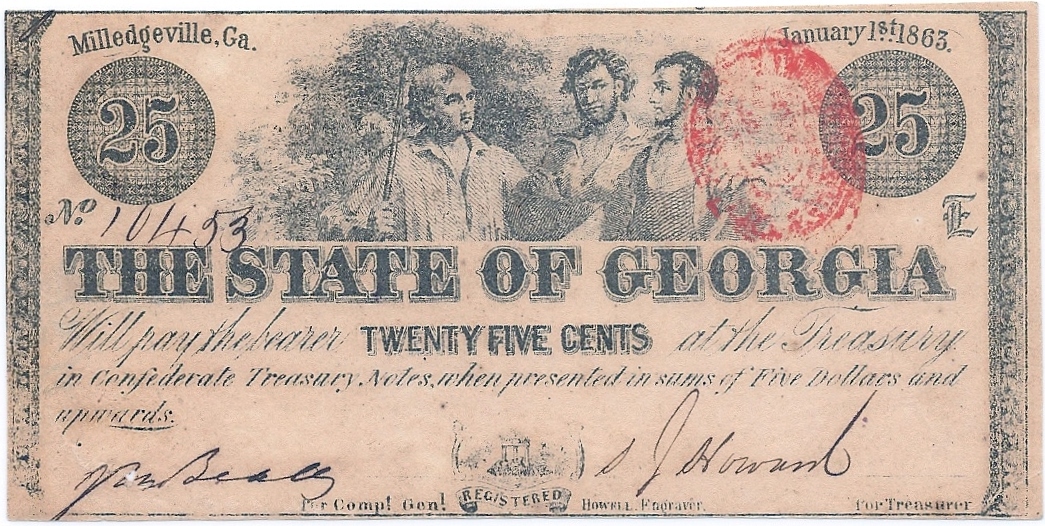 Milledgeville, Ga.
January 1st 1863.
25
25
No 10453
E
THE STATE OF GEORGIA
Will pay the bearer TWENTY FIVE CENTS at the Treasury
in Confederate Treasury Notes, when presented in sums of Five Dollars and
upwards.
S J Howard
Per Compt Genl
REGISTERED
HOWELL Engraver
For Treasurer